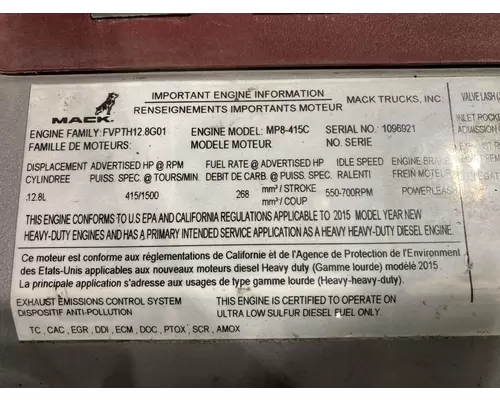 IMPORTANT ENGINE INFORMATION
RENSEIGNEMENTS IMPORTANTS MOTEUR
MACK TRUCKS, INC.
MACK
ENGINE FAMILY: FVPTH12.8G01 ENGINE MODEL: MP8-415C SERIAL NO. 1096921
FAMILLE DE MOTEURS: MODELE MOTEUR NO. SERIE
DISPLACEMENT ADVERTISED HP @ RPM FUEL RATE @ ADVERTISED HP IDLE SPEED ENGINE BRAKE
CYLINDREE PUISS. SPEC. @ TOURS/MIN. DEBIT DE CARB. @ PUISS. SPEC. RALENTI FREIN MOTEUR
12.8L 415/1500 268 mm³/ STROKE 550-700RPM POWERLEASH
mm³ / COUP
THIS ENGINE CONFORMS TO U.S EPA AND CALIFORNIA REGULATIONS APPLICABLE TO 2015 MODEL YEAR NEW
HEAVY-DUTY ENGINES AND HAS A PRIMARY INTENDED SERVICE APPLICATION AS A HEAVY HEAVY-DUTY DIESEL ENGINE.
Ce moteur est conforme aux réglementations de Californie et de l'Agence de Protection de l'Environnement
des Etats-Unis applicables aux nouveaux moteurs diesel Heavy duty (Gamme lourde) modélé 2015.
La principale application s'adresse aux usages de type gamme lourde (Heavy-heavy-duty).
EXHAUST EMISSIONS CONTROL SYSTEM THIS ENGINE IS CERTIFIED TO OPERATE ON
DISPOSITIF ANTI-POLLUTION ULTRA LOW SULFUR DIESEL FUEL ONLY.
TC , CAC , EGR , DDI , ECM , DOC , PTOX , SCR , AMOX
VALVE LASH
INLET ROCKE
ADMISSION